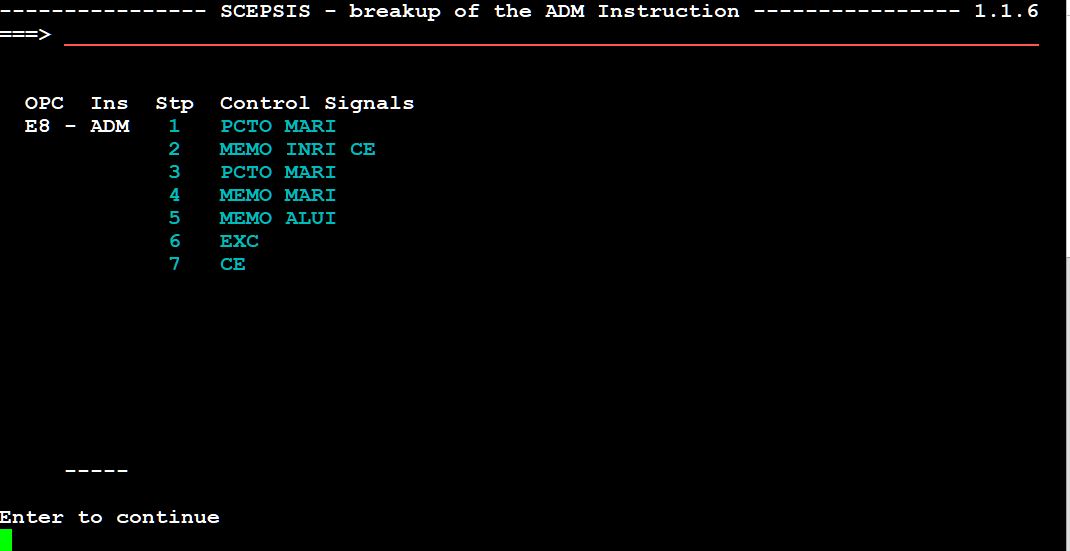 ---------------- SCEPSIS - breakup of the ADM Instruction ---------------- 1.1.6
===>
OPC Ins Stp Control Signals
E8 - ADM 1 PCTO MARI
2 MEMO INRI CE
3 PCTO MARI
4 MEMO MARI
5 MEMO ALUI
6 EXC
7 CE
-----
Enter to continue